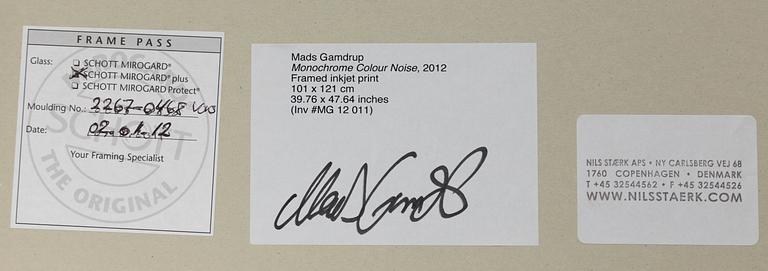 FRAME PASS
Glass:
SCHOTT MIROGARD®
SCHOTT MIROGARD® plus
SCHOTT MIROGARD Protect®
Moulding No.: 2267-0468
Date: 02.01.12
Your Framing Specialist
SCHOTT
THE ORIGINAL
Mads Gamdrup
Monochrome Colour Noise, 2012
Framed inkjet print
101 x 121 cm
39.76 x 47.64 inches
(Inv #MG 12 011)
NILS STÆRK APS • NY CARLSBERG VEJ 68
1760 COPENHAGEN • DENMARK
T +45 32544562 • F +45 32544526
WWW.NILSSTAERK.COM